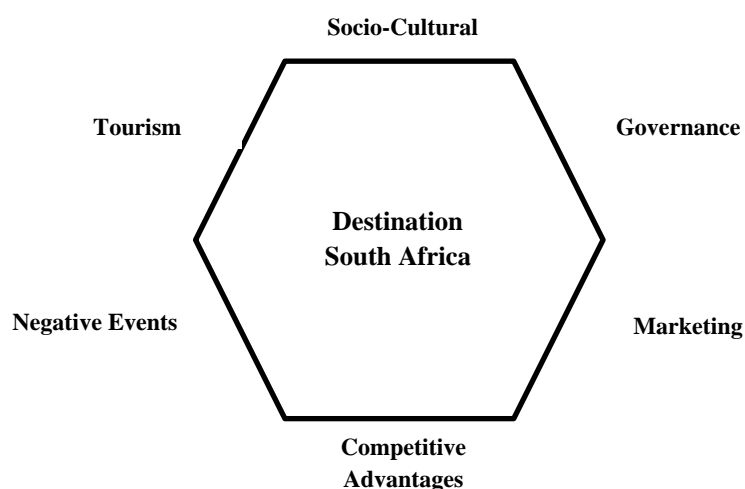 Socio-Cultural
Tourism
Governance
Destination
South Africa
Negative Events
Marketing
Competitive
Advantages